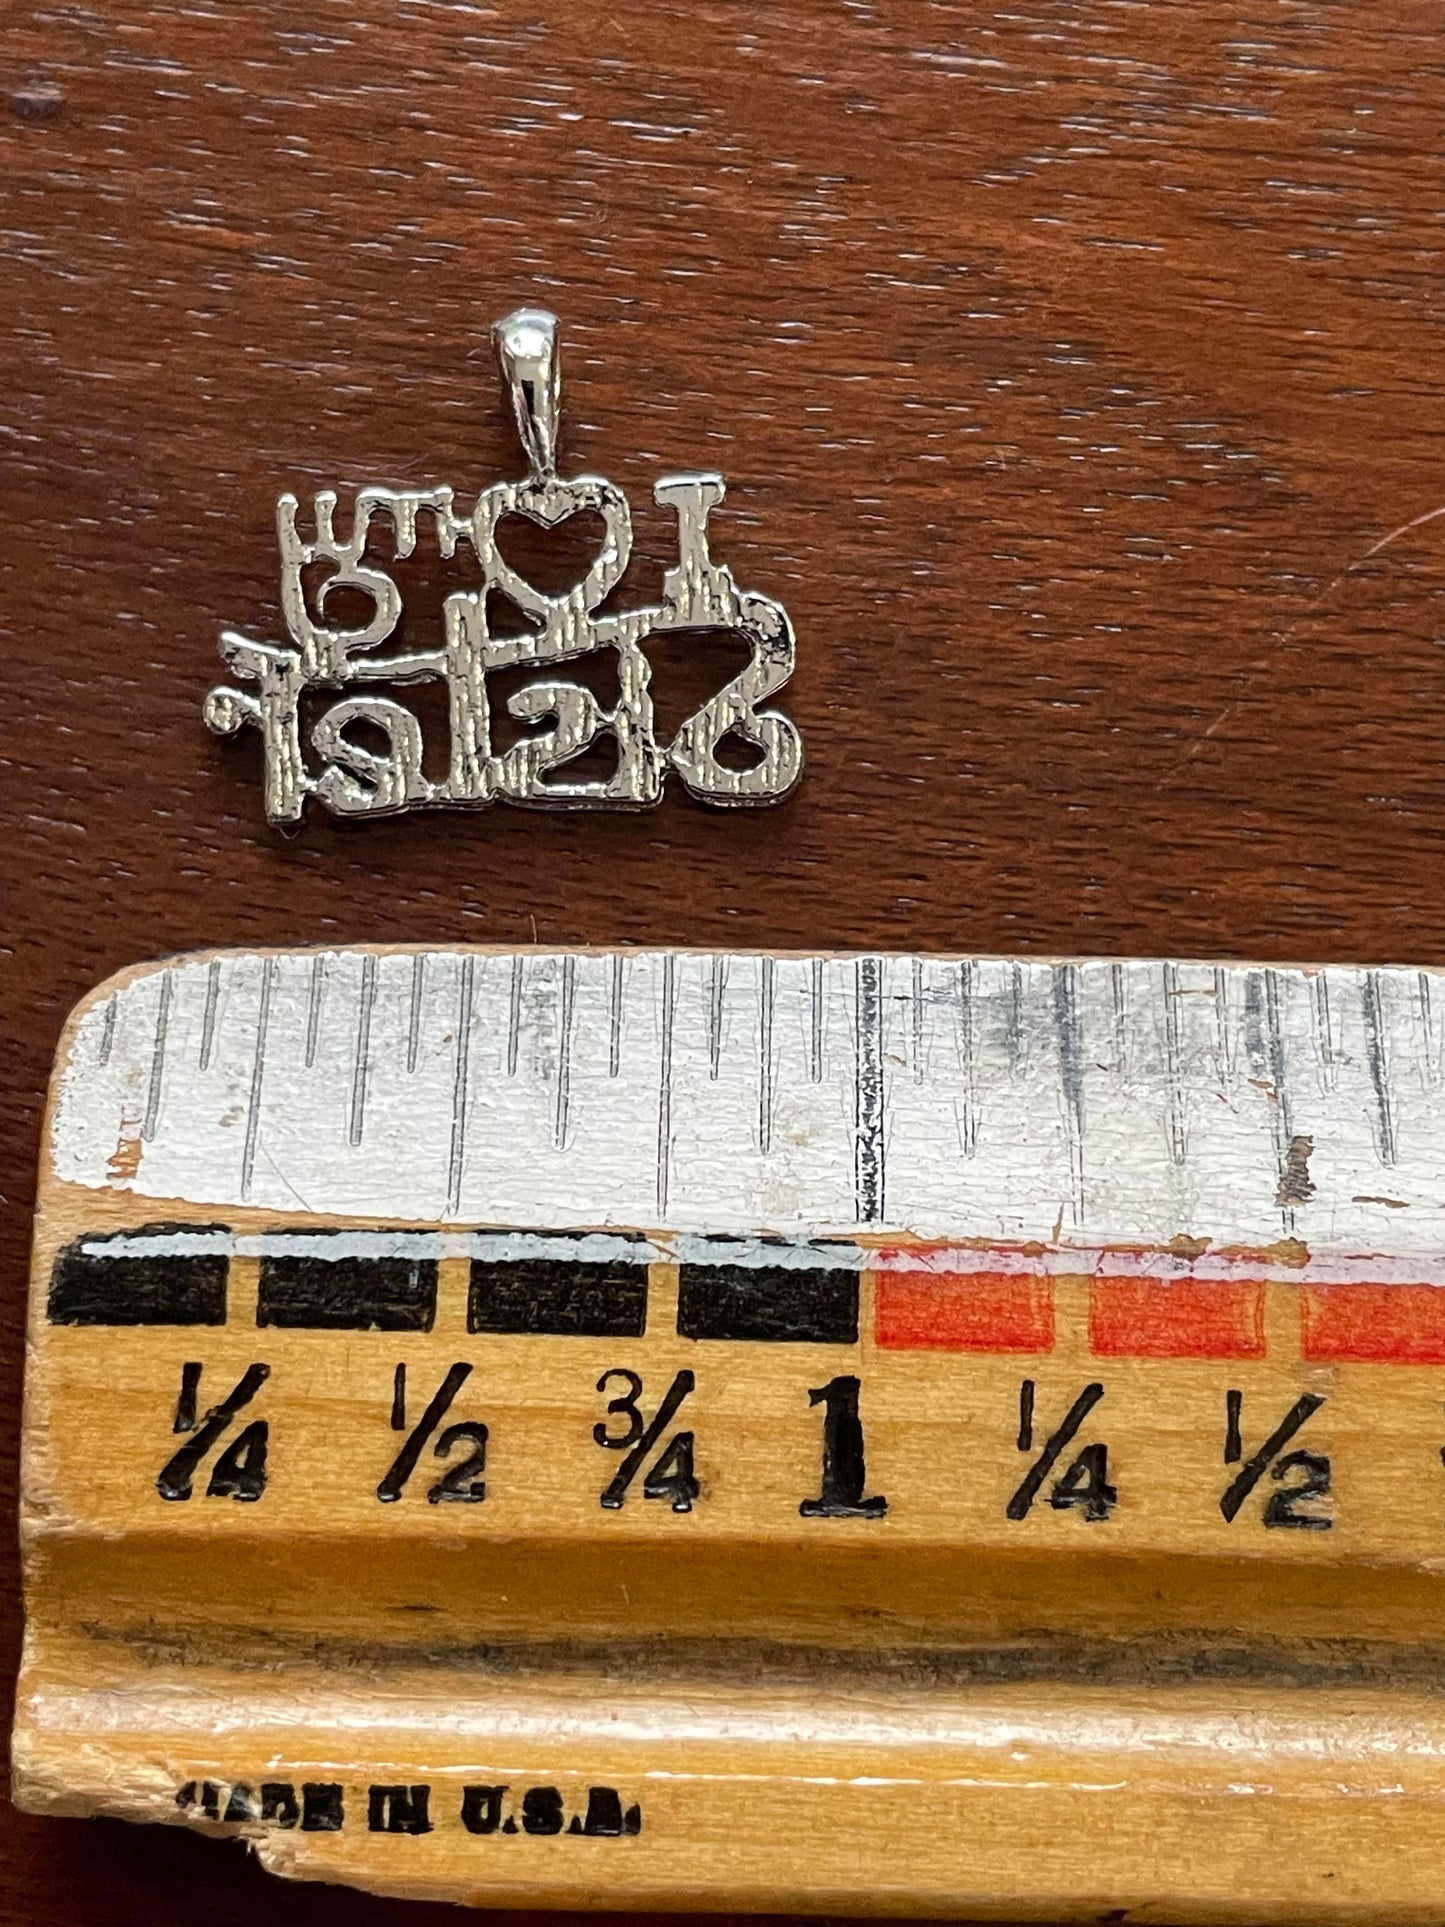 I ♥ my
Sister
1/4 1/2 3/4 1 1/4 1/2
MADE IN U.S.A.